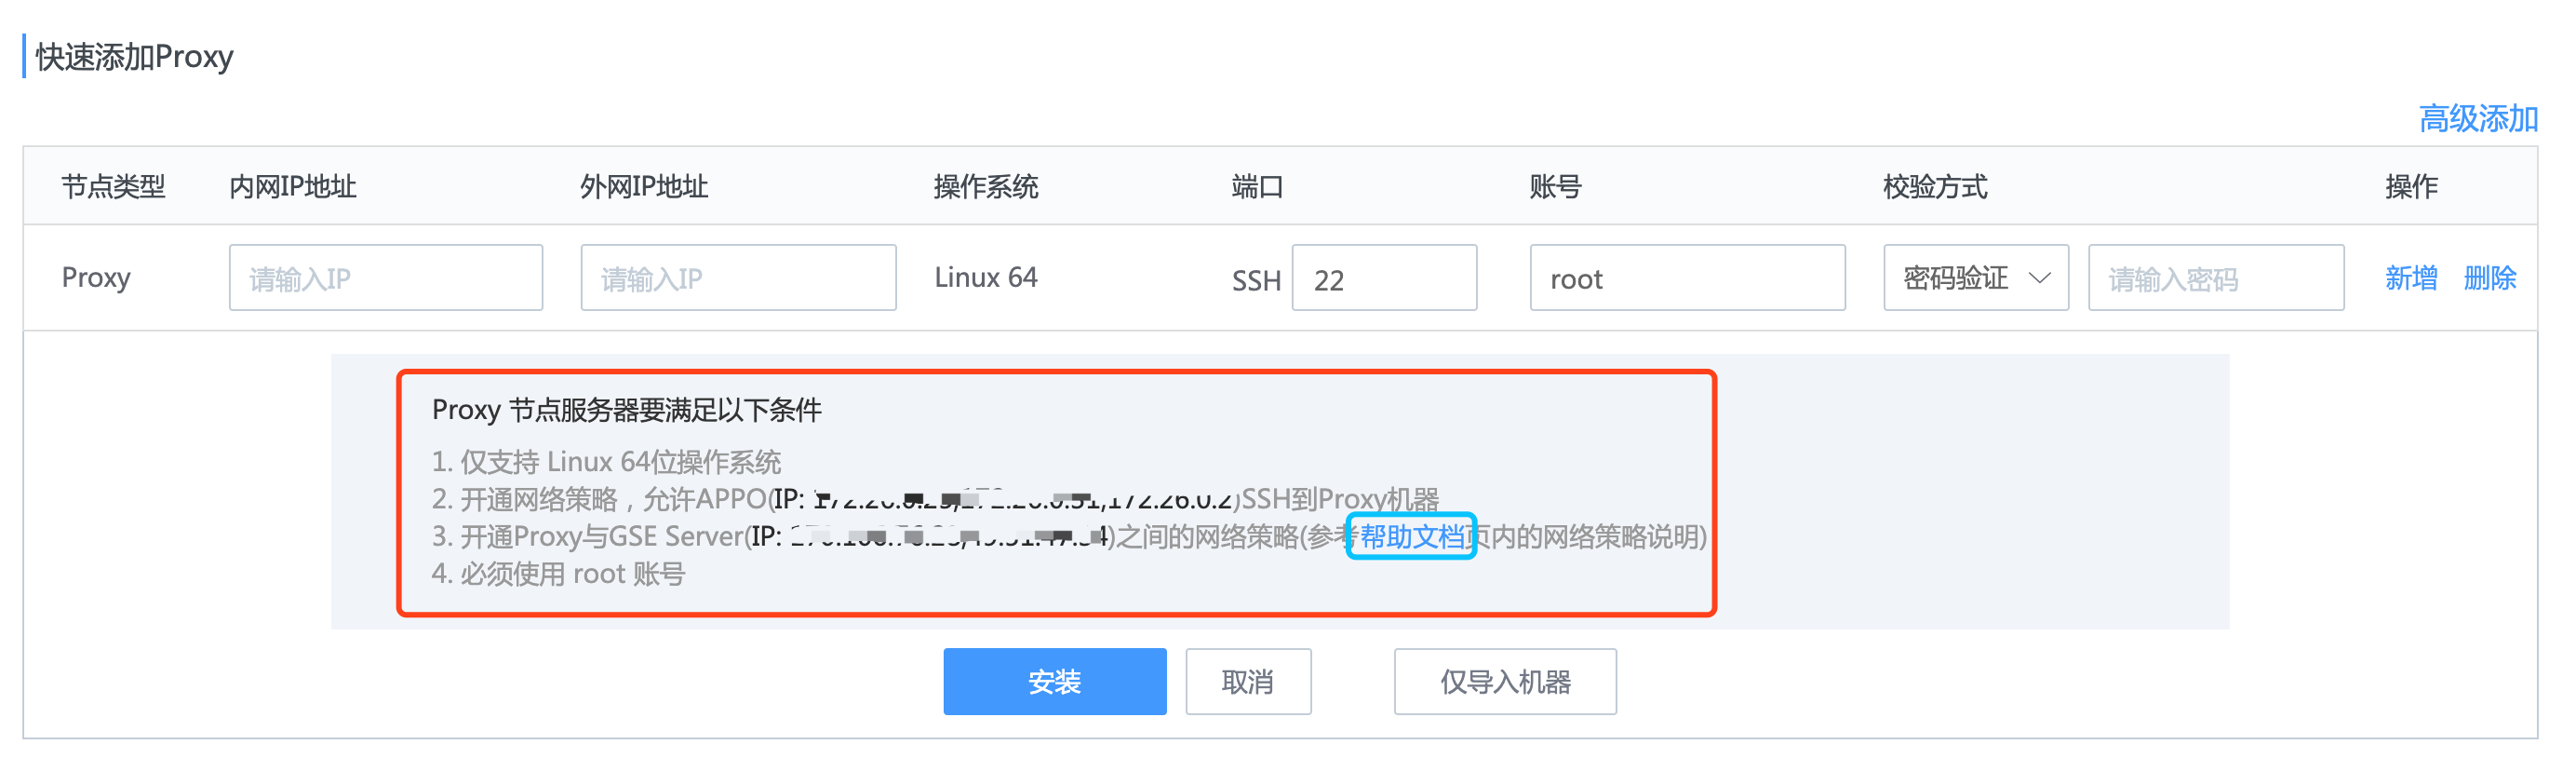 快速添加Proxy
高级添加
节点类型 内网IP地址 外网IP地址 操作系统 端口 账号 校验方式 操作
Proxy 请输入IP 请输入IP Linux 64 SSH 22 root 密码验证 请输入密码 新增 删除
Proxy 节点服务器要满足以下条件
1. 仅支持 Linux 64位操作系统
2. 开通网络策略，允许APPO(IP: ,172.26.0.2)SSH到Proxy机器
3. 开通Proxy与GSE Server(IP: )之间的网络策略(参考帮助文档页内的网络策略说明)
4. 必须使用 root 账号
安装 取消 仅导入机器